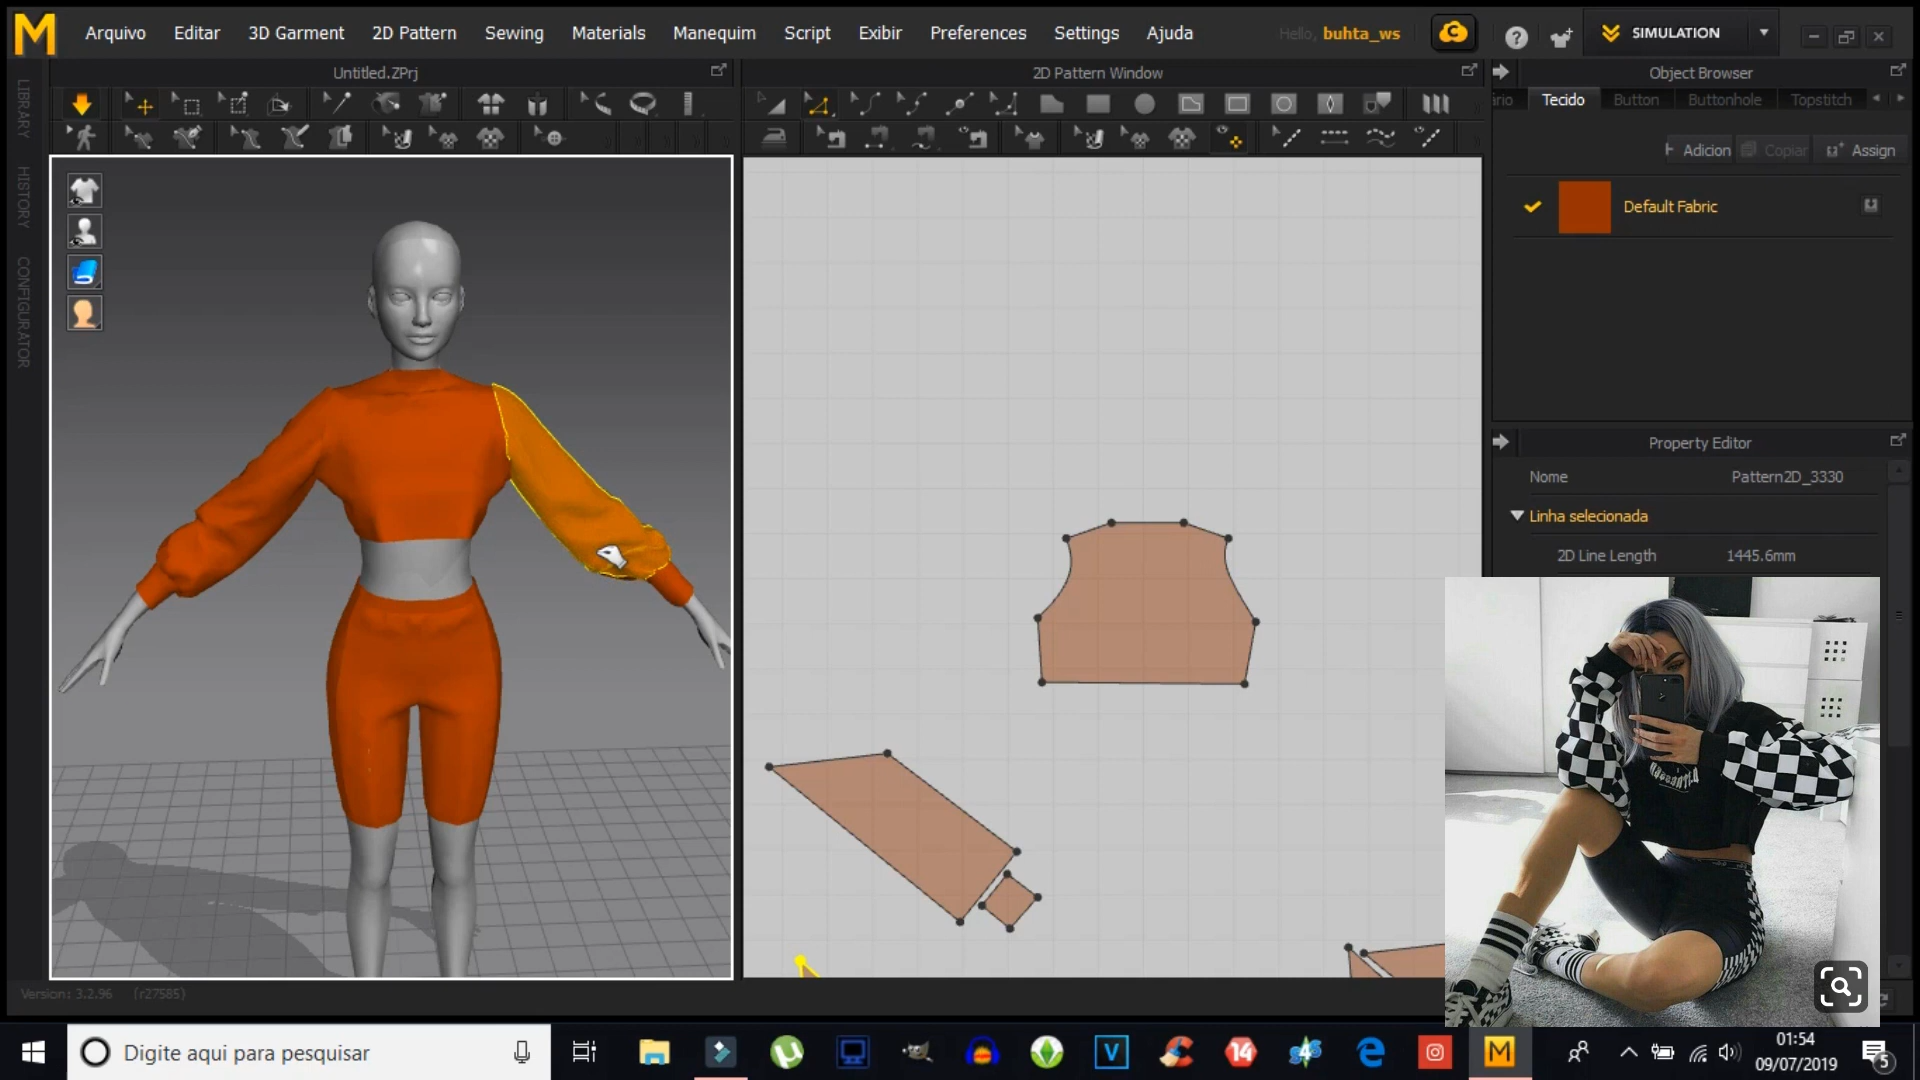 M
Arquivo Editar 3D Garment 2D Pattern Sewing Materials Manequim Script Exibir Preferences Settings Ajuda
Hello, buhta_ws
SIMULATION
Untitled.ZPrj
2D Pattern Window
Object Browser
ário Tecido Button Buttonhole Topstitch
Adicion Copiar Assign
Default Fabric
LIBRARY
HISTORY
CONFIGURATOR
Property Editor
Nome Pattern2D_3330
Linha selecionada
2D Line Length 1445.6mm
Version: 3.2.96 (r27585)
Digite aqui para pesquisar
V
14
M
01:54
09/07/2019
5